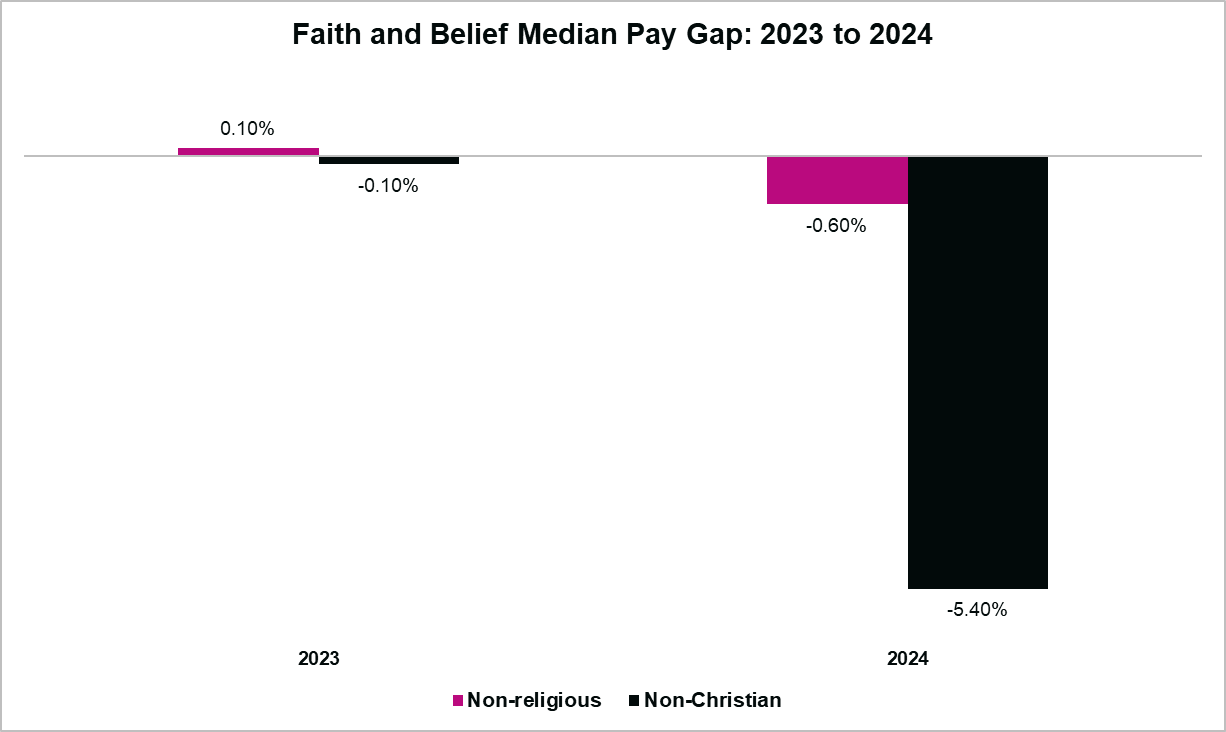 Faith and Belief Median Pay Gap: 2023 to 2024
0.10%
-0.10%
-0.60%
-5.40%
2023 2024
Non-religious Non-Christian